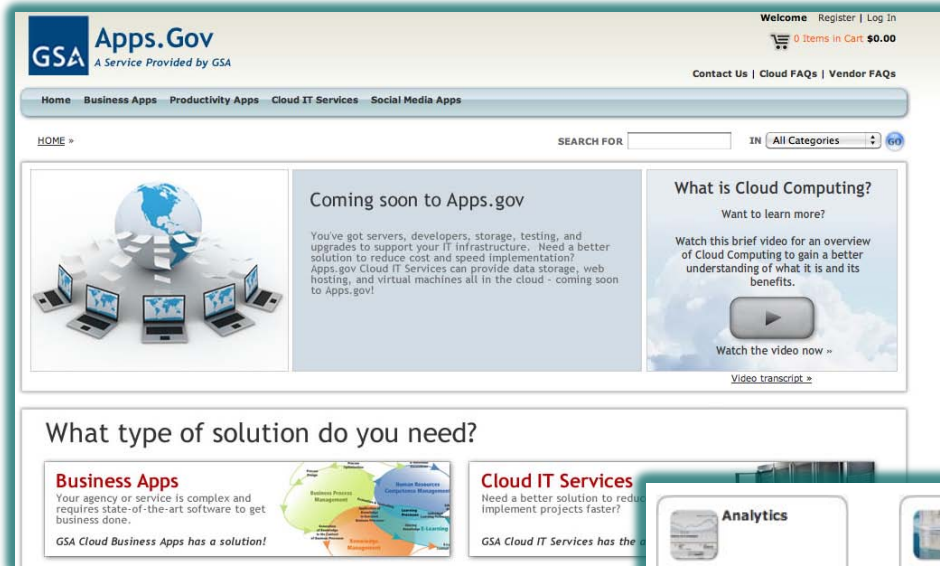 Welcome Register | Log In
GSA
Apps.Gov
A Service Provided by GSA
0 Items in Cart $0.00
Contact Us | Cloud FAQs | Vendor FAQs
Home Business Apps Productivity Apps Cloud IT Services Social Media Apps
HOME »
SEARCH FOR
IN All Categories GO
Coming soon to Apps.gov
You've got servers, developers, storage, testing, and
upgrades to support your IT infrastructure. Need a better
solution to reduce cost and speed implementation?
Apps.gov Cloud IT Services can provide data storage, web
hosting, and virtual machines all in the cloud - coming soon
to Apps.gov!
What is Cloud Computing?
Want to learn more?
Watch this brief video for an overview
of Cloud Computing to gain a better
understanding of what it is and its
benefits.
Watch the video now »
Video transcript »
What type of solution do you need?
Business Apps
Your agency or service is complex and
requires state-of-the-art software to get
business done.
GSA Cloud Business Apps has a solution!
Business Process
Management
Human Resources
Competence Management
Learning
Processes
E-Learning
Knowledge
Management
Cloud IT Services
Need a better solution to reduc
implement projects faster?
GSA Cloud IT Services has the a
Analytics